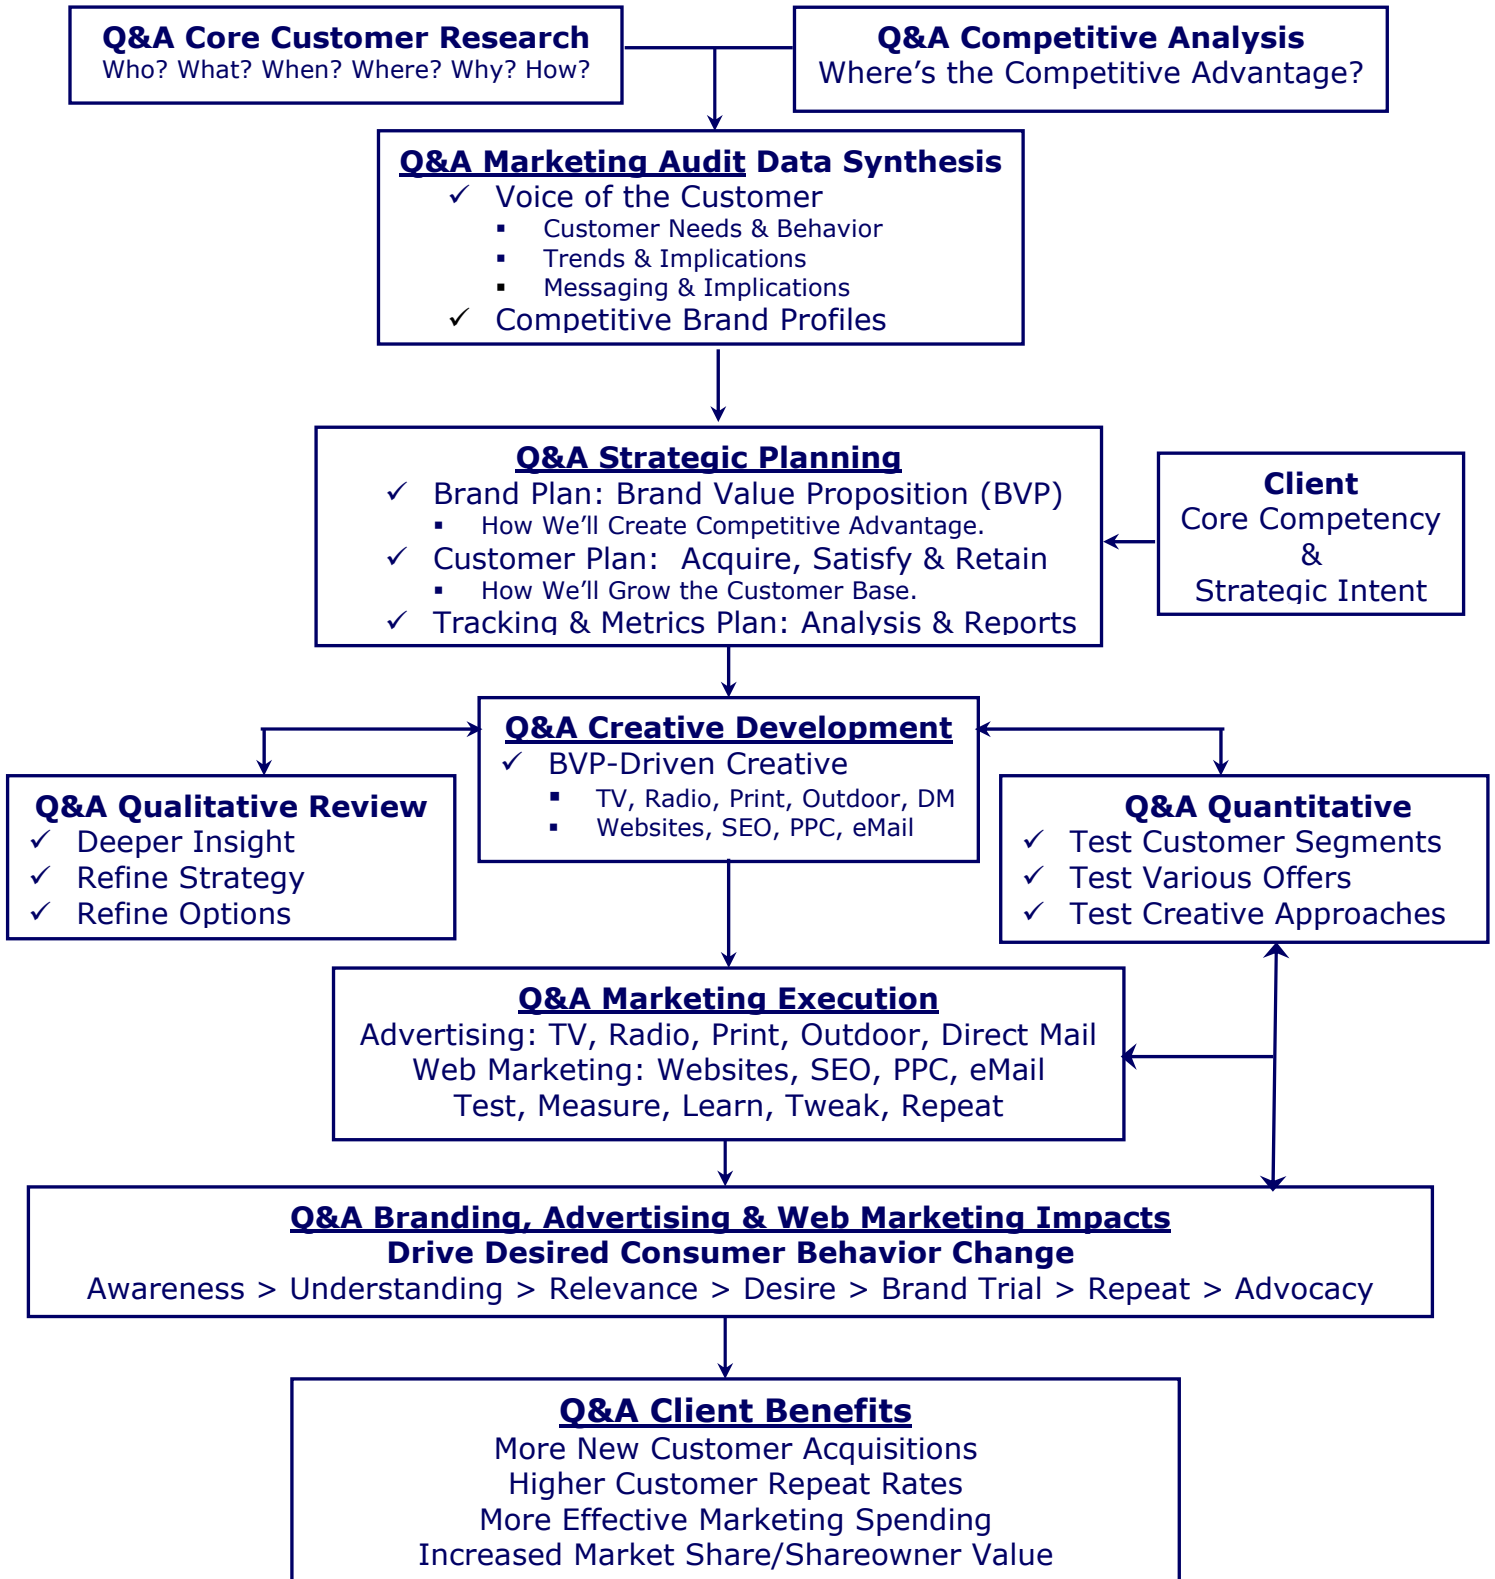 Q&A Core Customer Research
Who? What? When? Where? Why? How?
Q&A Competitive Analysis
Where's the Competitive Advantage?
Q&A Marketing Audit Data Synthesis
✓ Voice of the Customer
▪ Customer Needs & Behavior
▪ Trends & Implications
▪ Messaging & Implications
✓ Competitive Brand Profiles
Q&A Strategic Planning
✓ Brand Plan: Brand Value Proposition (BVP)
▪ How We'll Create Competitive Advantage.
✓ Customer Plan: Acquire, Satisfy & Retain
▪ How We'll Grow the Customer Base.
✓ Tracking & Metrics Plan: Analysis & Reports
Client
Core Competency
&
Strategic Intent
Q&A Creative Development
✓ BVP-Driven Creative
▪ TV, Radio, Print, Outdoor, DM
▪ Websites, SEO, PPC, eMail
Q&A Qualitative Review
✓ Deeper Insight
✓ Refine Strategy
✓ Refine Options
Q&A Quantitative
✓ Test Customer Segments
✓ Test Various Offers
✓ Test Creative Approaches
Q&A Marketing Execution
Advertising: TV, Radio, Print, Outdoor, Direct Mail
Web Marketing: Websites, SEO, PPC, eMail
Test, Measure, Learn, Tweak, Repeat
Q&A Branding, Advertising & Web Marketing Impacts
Drive Desired Consumer Behavior Change
Awareness > Understanding > Relevance > Desire > Brand Trial > Repeat > Advocacy
Q&A Client Benefits
More New Customer Acquisitions
Higher Customer Repeat Rates
More Effective Marketing Spending
Increased Market Share/Shareowner Value